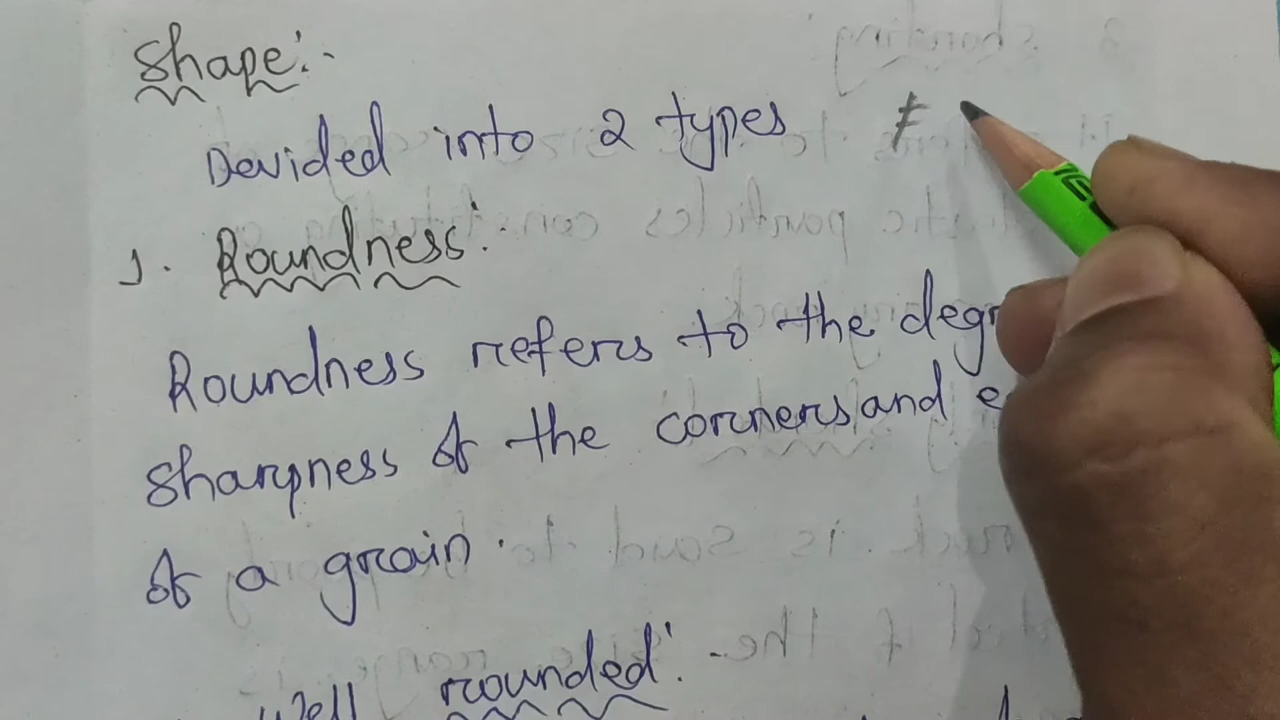 Shape:-
Devided into 2 types
1. Roundness:-
Roundness refers to the
sharpness of the corners and
of a grain.
Well rounded:-